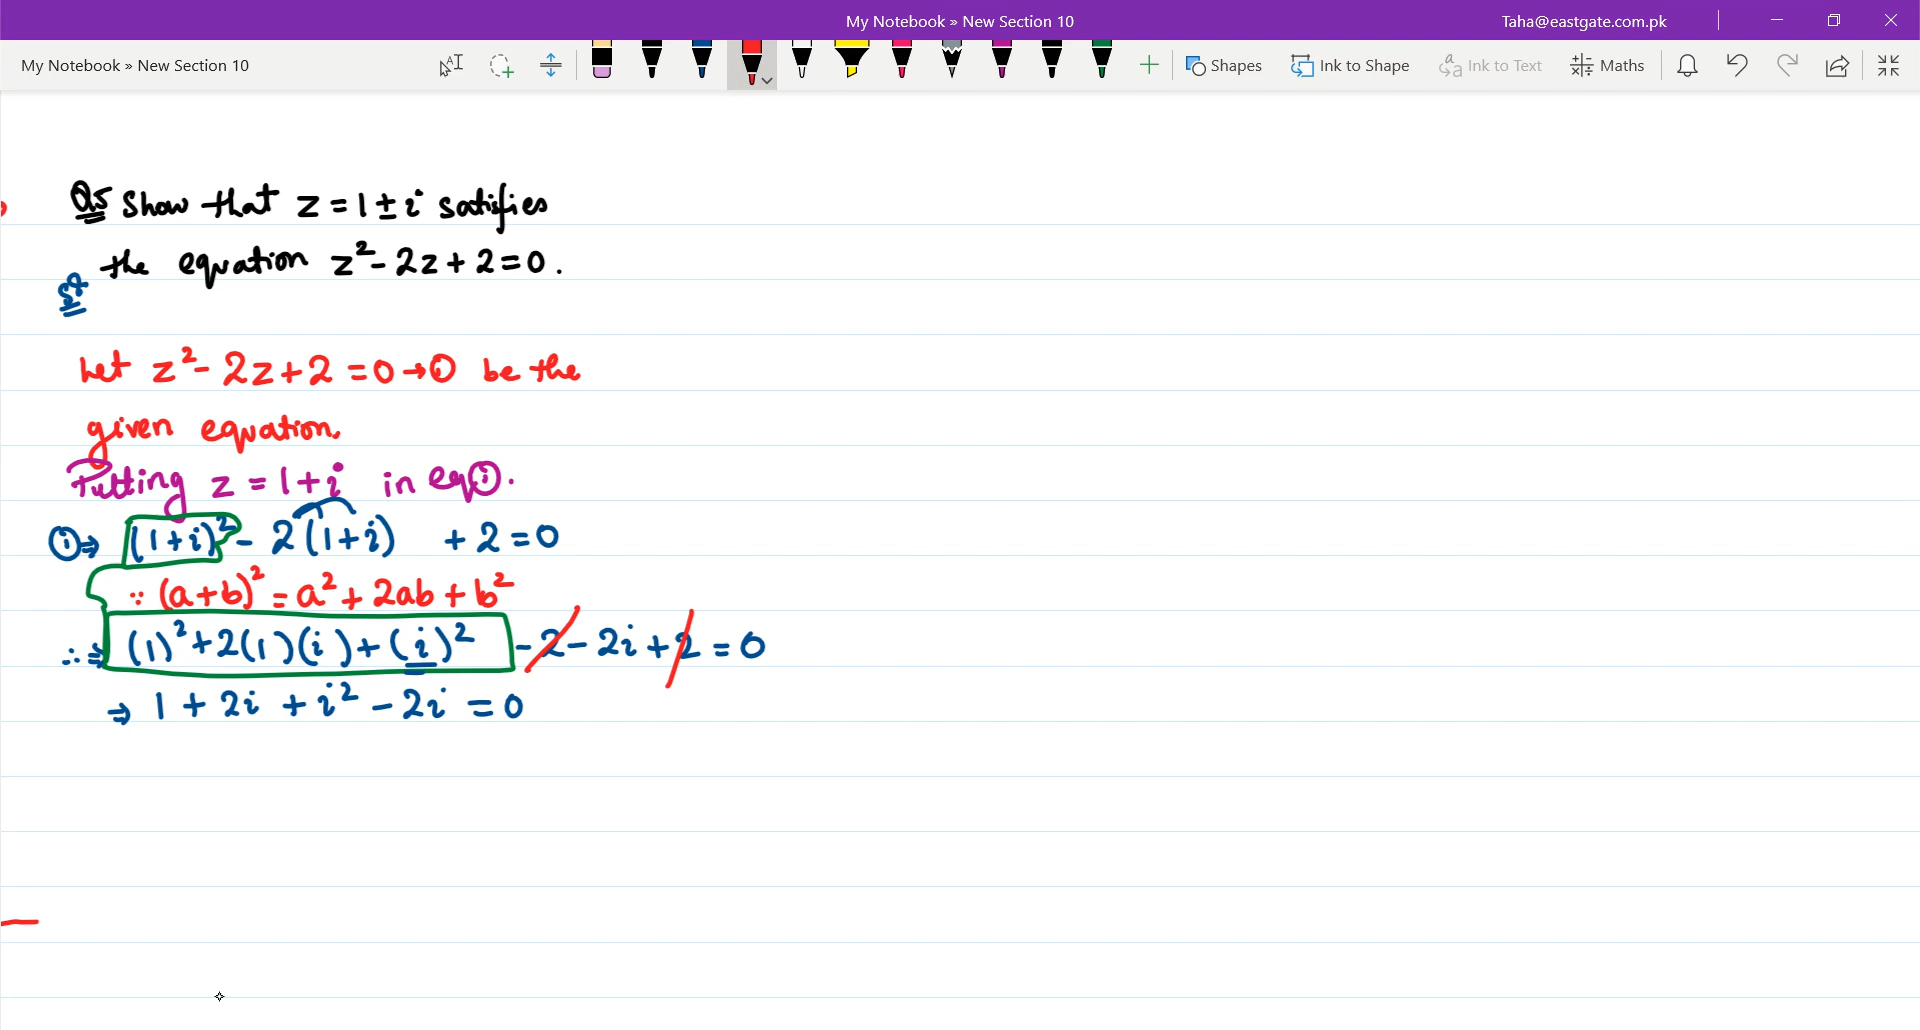 My Notebook » New Section 10
Taha@eastgate.com.pk
My Notebook » New Section 10
Shapes
Ink to Shape
Ink to Text
Maths
Q5 Show that z = 1 ± i satisfies
the equation z² - 2z + 2 = 0.
Let z² - 2z + 2 = 0 → ① be the
given equation.
Putting z = 1 + i in eq ①.
① ⇒ (1+i)² - 2(1+i) + 2 = 0
∵ (a+b)² = a² + 2ab + b²
∴ ⇒ (1)² + 2(1)(i) + (i)² - 2 - 2i + 2 = 0
⇒ 1 + 2i + i² - 2i = 0